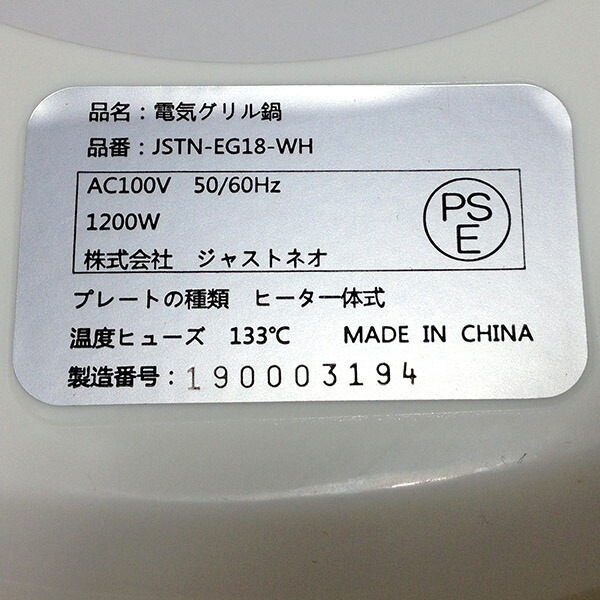 品名：電気グリル鍋
品番：JSTN-EG18-WH
AC100V 50/60Hz
1200W
PS
E
株式会社 ジャストネオ
プレートの種類 ヒーター体式
温度ヒューズ 133℃ MADE IN CHINA
製造番号：190003194